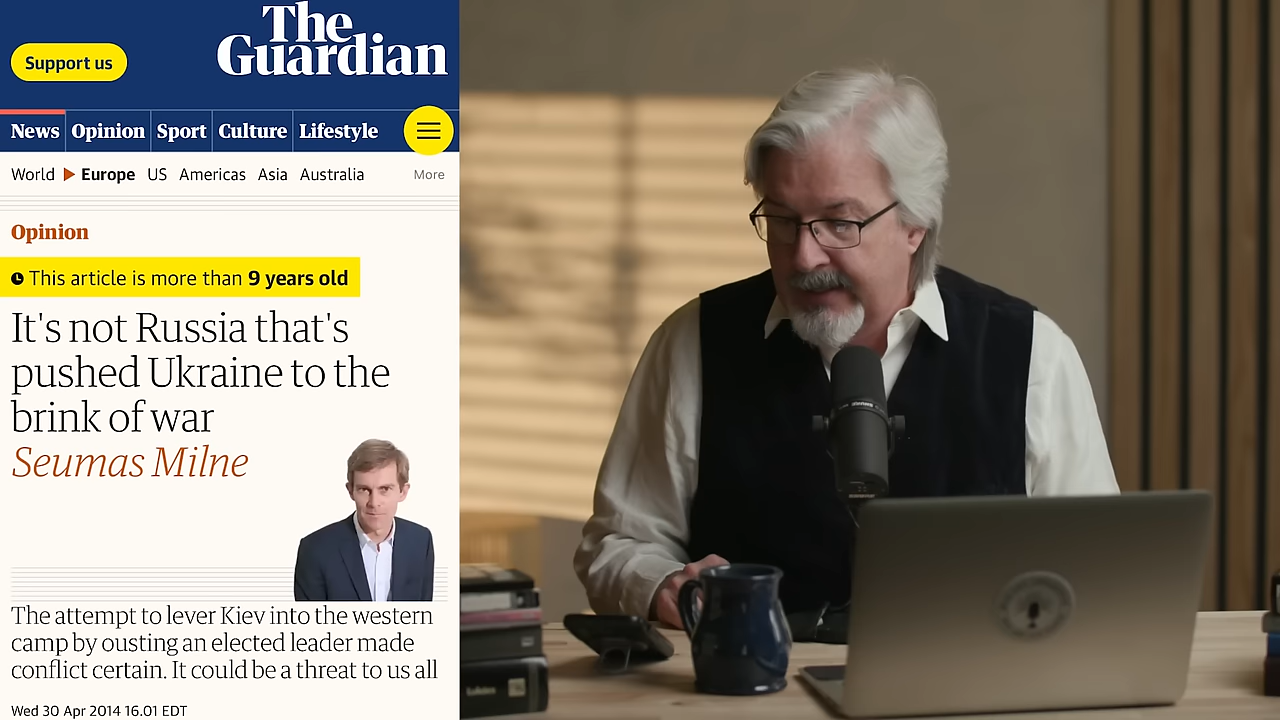 The
Guardian
Support us
News Opinion Sport Culture Lifestyle
World Europe US Americas Asia Australia More
Opinion
This article is more than 9 years old
It's not Russia that's
pushed Ukraine to the
brink of war
Seumas Milne
The attempt to lever Kiev into the western
camp by ousting an elected leader made
conflict certain. It could be a threat to us all
Wed 30 Apr 2014 16.01 EDT